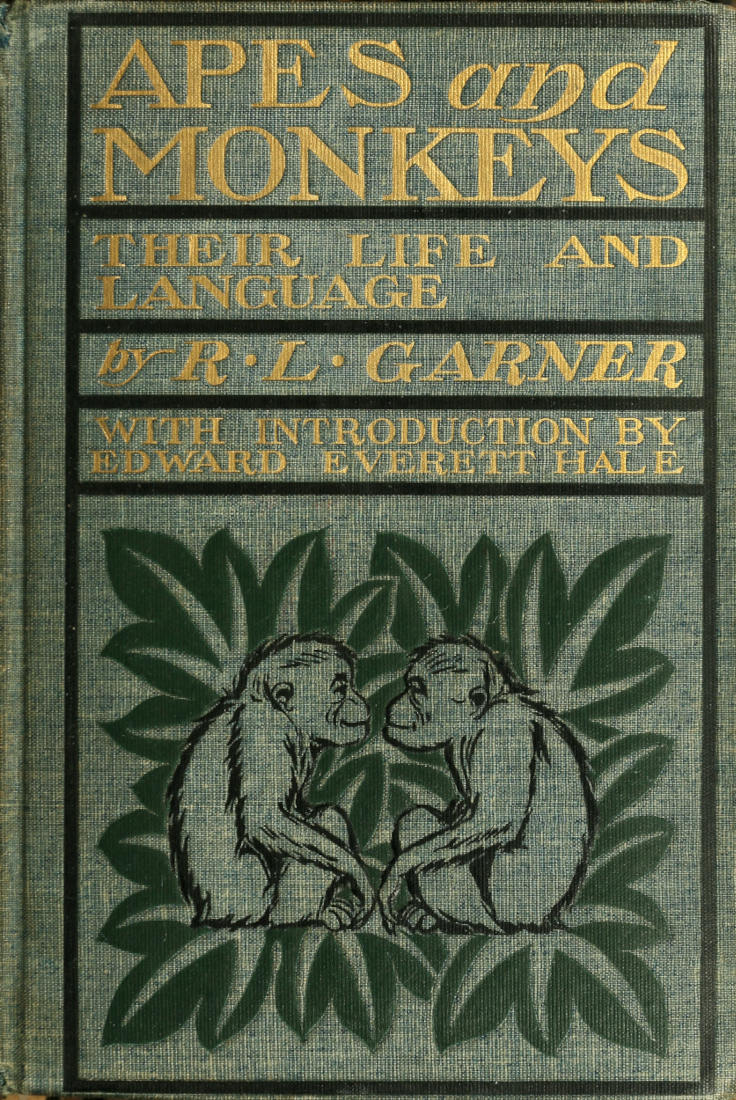 APES and
MONKEYS
THEIR LIFE AND
LANGUAGE
by R·L·GARNER
WITH INTRODUCTION BY
EDWARD EVERETT HALE